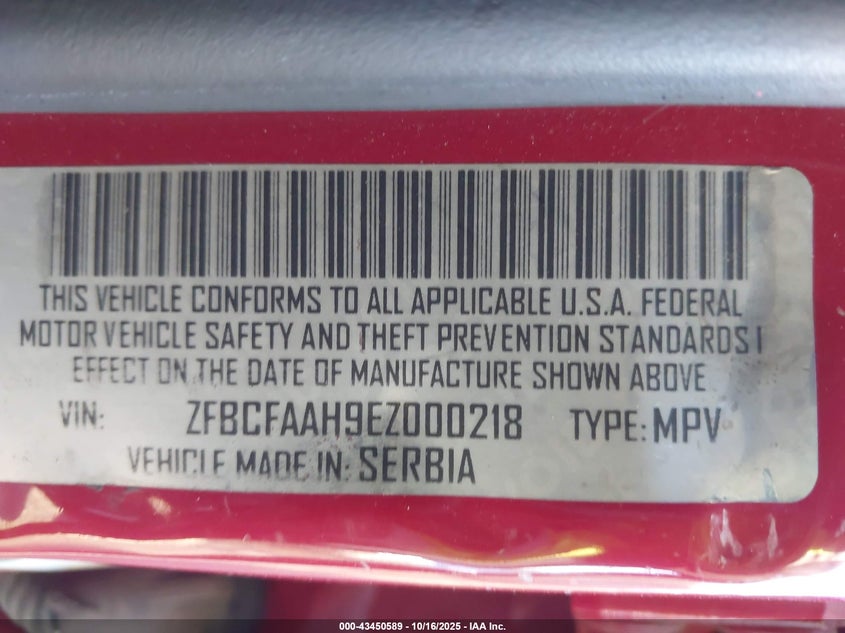 THIS VEHICLE CONFORMS TO ALL APPLICABLE U.S.A. FEDERAL
MOTOR VEHICLE SAFETY AND THEFT PREVENTION STANDARDS I
EFFECT ON THE DATE OF MANUFACTURE SHOWN ABOVE
VIN: ZFBCFAAH9EZ000218 TYPE: MPV
VEHICLE MADE IN: SERBIA
000-43450589 - 10/16/2025 - IAA Inc.